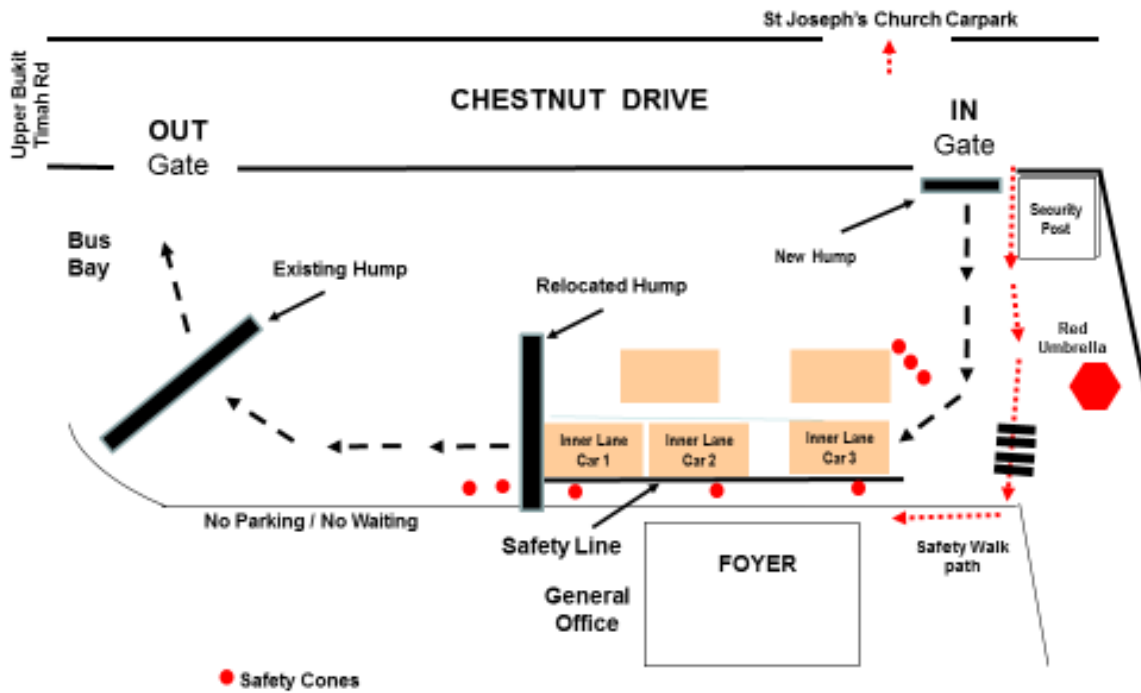 St Joseph's Church Carpark
Upper Bukit
Timah Rd
CHESTNUT DRIVE
OUT
Gate
IN
Gate
Security
Post
Bus
Bay
Existing Hump
New Hump
Relocated Hump
Red
Umbrella
Inner Lane
Car 1
Inner Lane
Car 2
Inner Lane
Car 3
No Parking / No Waiting
Safety Line
FOYER
Safety Walk
path
General
Office
Safety Cones